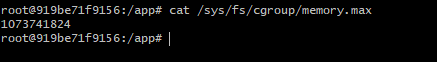 root@919be71f9156:/app# cat /sys/fs/cgroup/memory.max
1073741824
root@919be71f9156:/app#